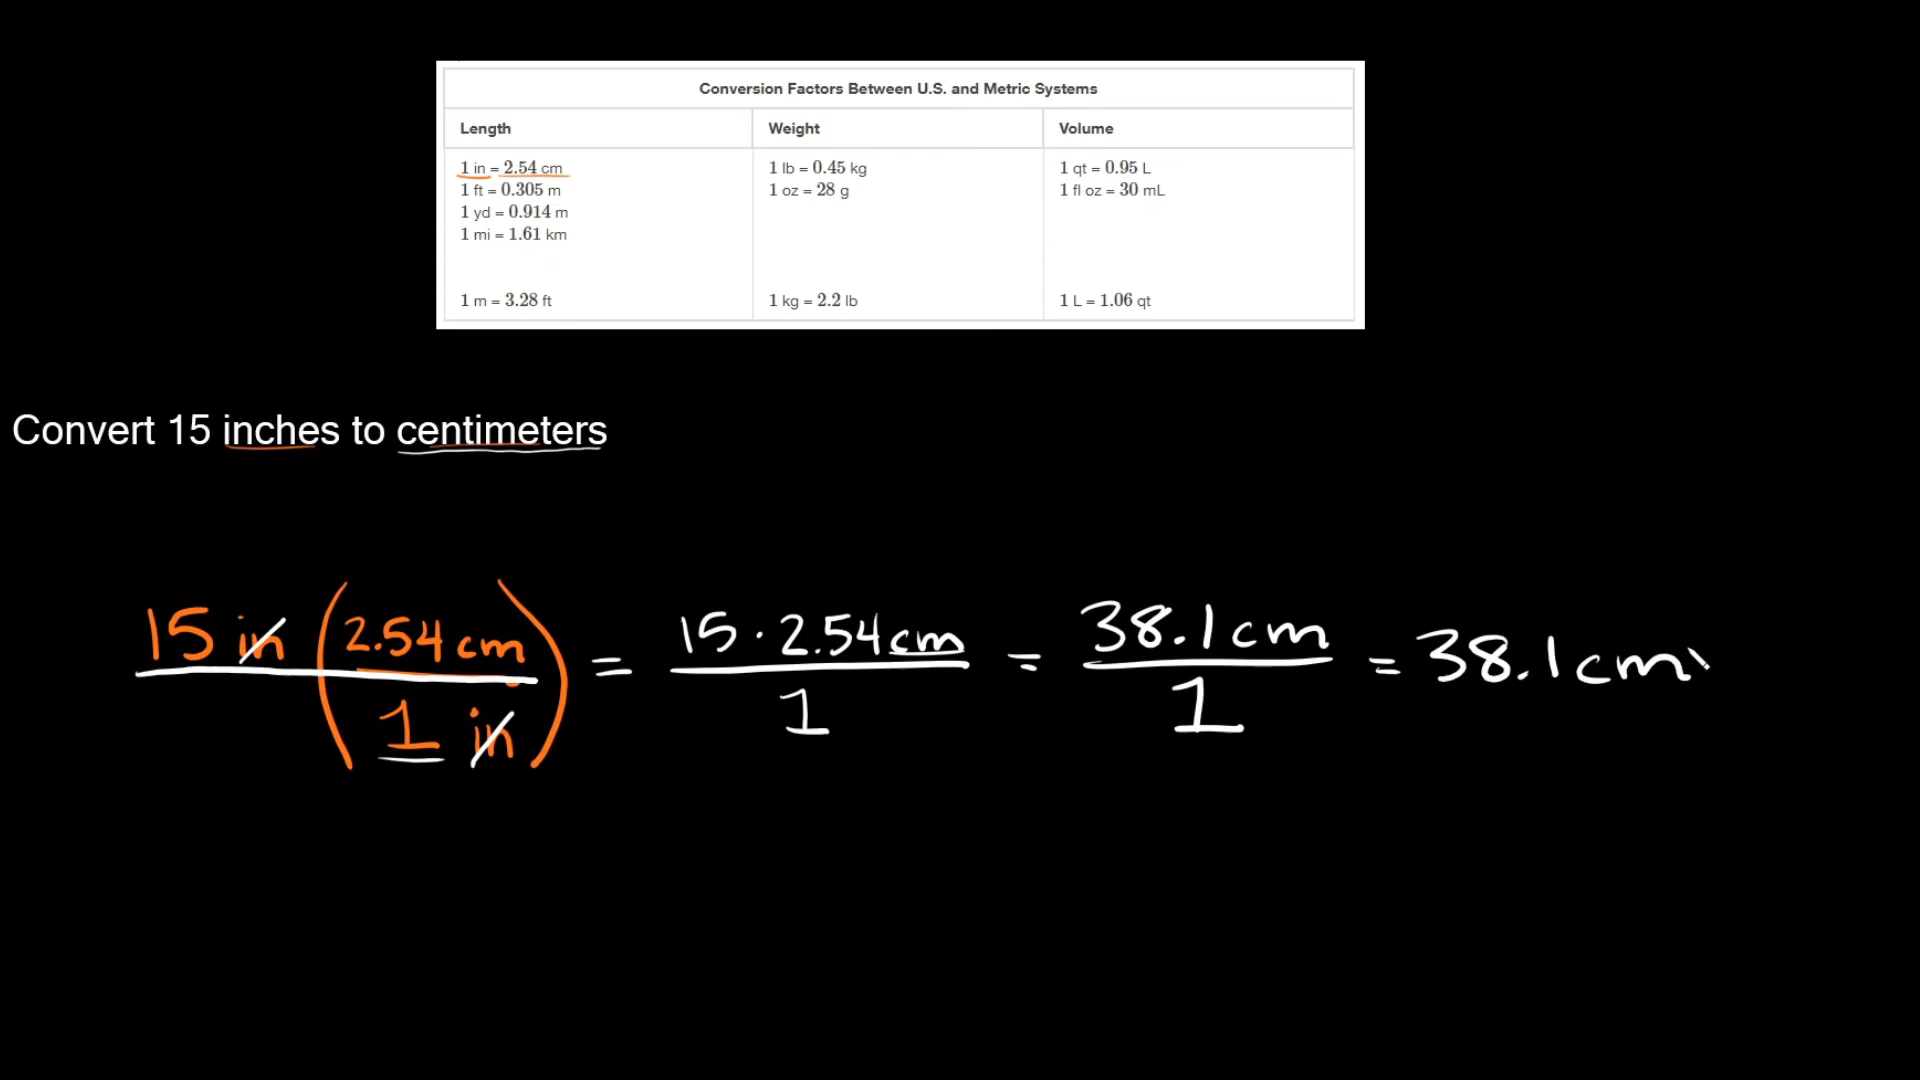 Conversion Factors Between U.S. and Metric Systems
Length Weight Volume
1 in = 2.54 cm 1 lb = 0.45 kg 1 qt = 0.95 L
1 ft = 0.305 m 1 oz = 28 g 1 fl oz = 30 mL
1 yd = 0.914 m
1 mi = 1.61 km
1 m = 3.28 ft 1 kg = 2.2 lb 1 L = 1.06 qt
Convert 15 inches to centimeters
15 in (2.54 cm / 1 in) = 15 · 2.54 cm / 1 = 38.1 cm / 1 = 38.1 cm